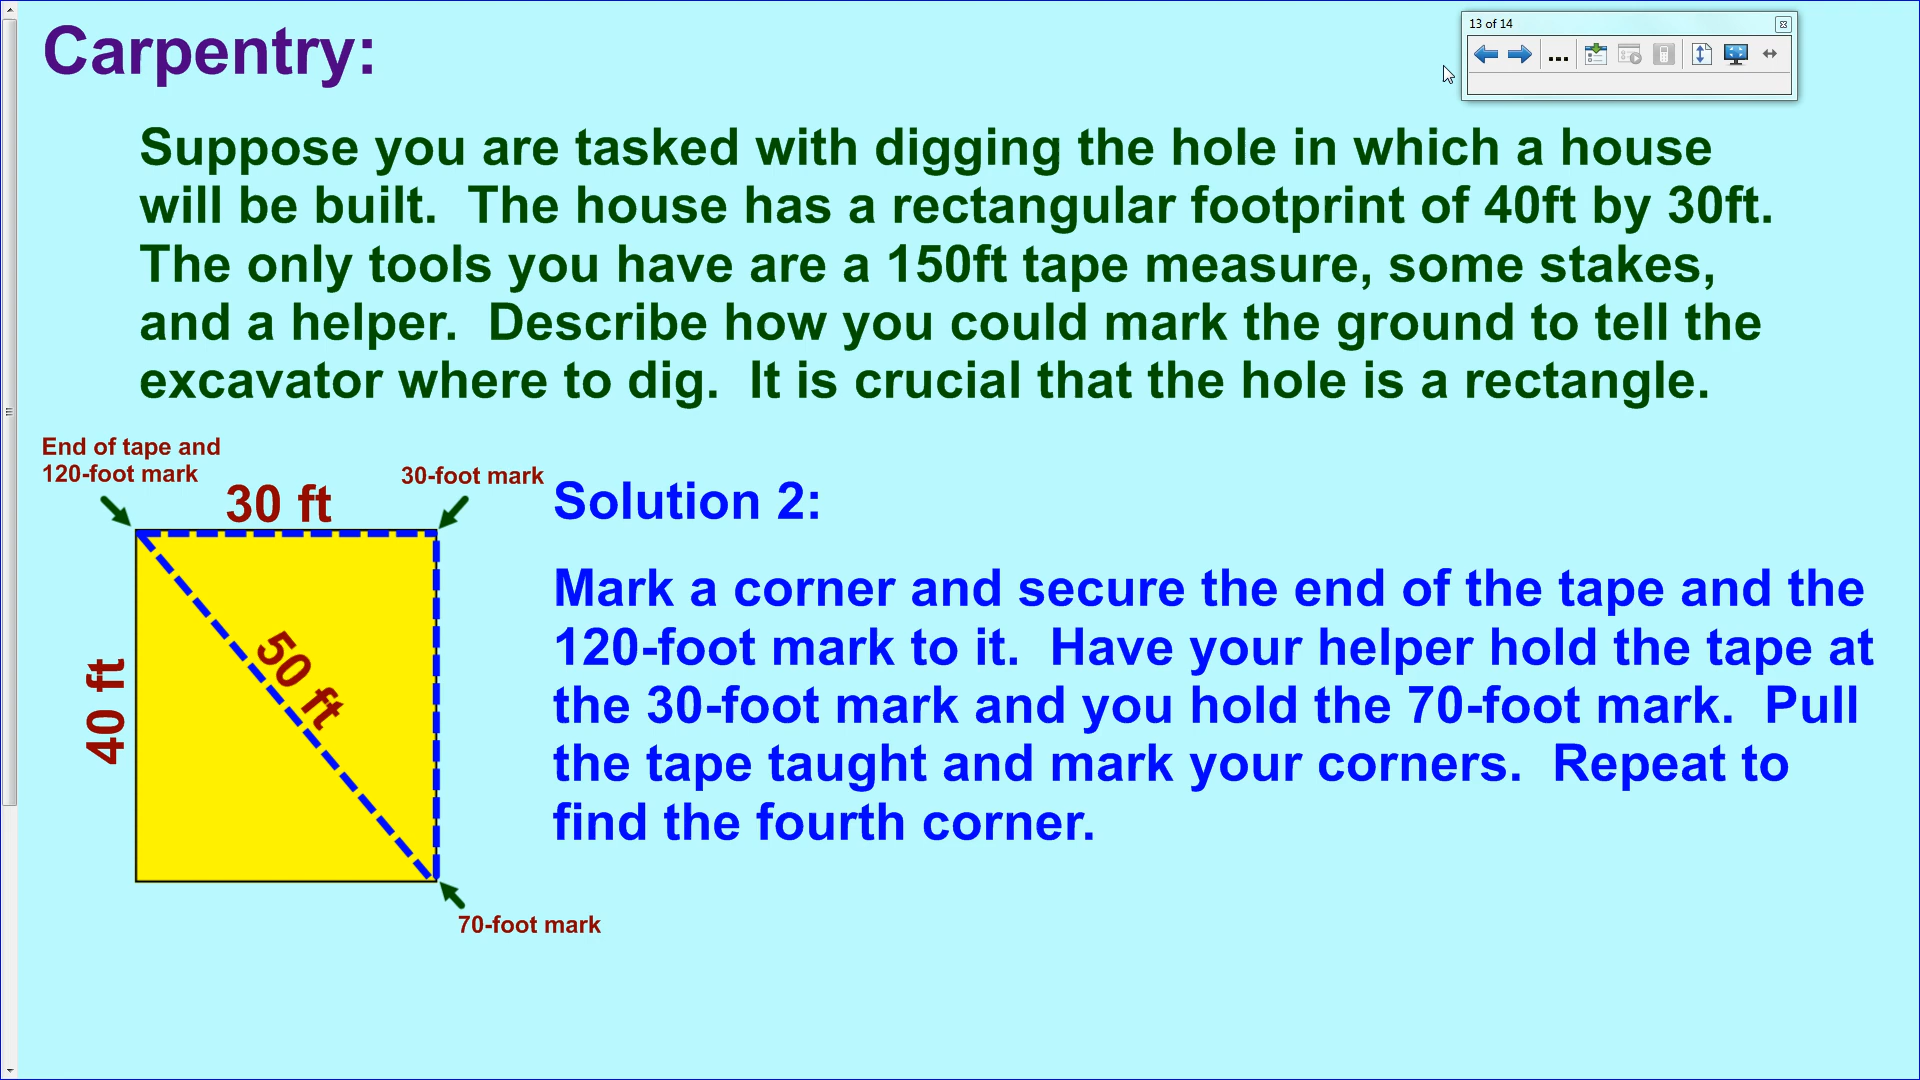 Carpentry:
13 of 14
Suppose you are tasked with digging the hole in which a house
will be built.  The house has a rectangular footprint of 40ft by 30ft.
The only tools you have are a 150ft tape measure, some stakes,
and a helper.  Describe how you could mark the ground to tell the
excavator where to dig.  It is crucial that the hole is a rectangle.
End of tape and
120-foot mark
30 ft
30-foot mark
40 ft
50 ft
70-foot mark
Solution 2:
Mark a corner and secure the end of the tape and the
120-foot mark to it.  Have your helper hold the tape at
the 30-foot mark and you hold the 70-foot mark.  Pull
the tape taught and mark your corners.  Repeat to
find the fourth corner.